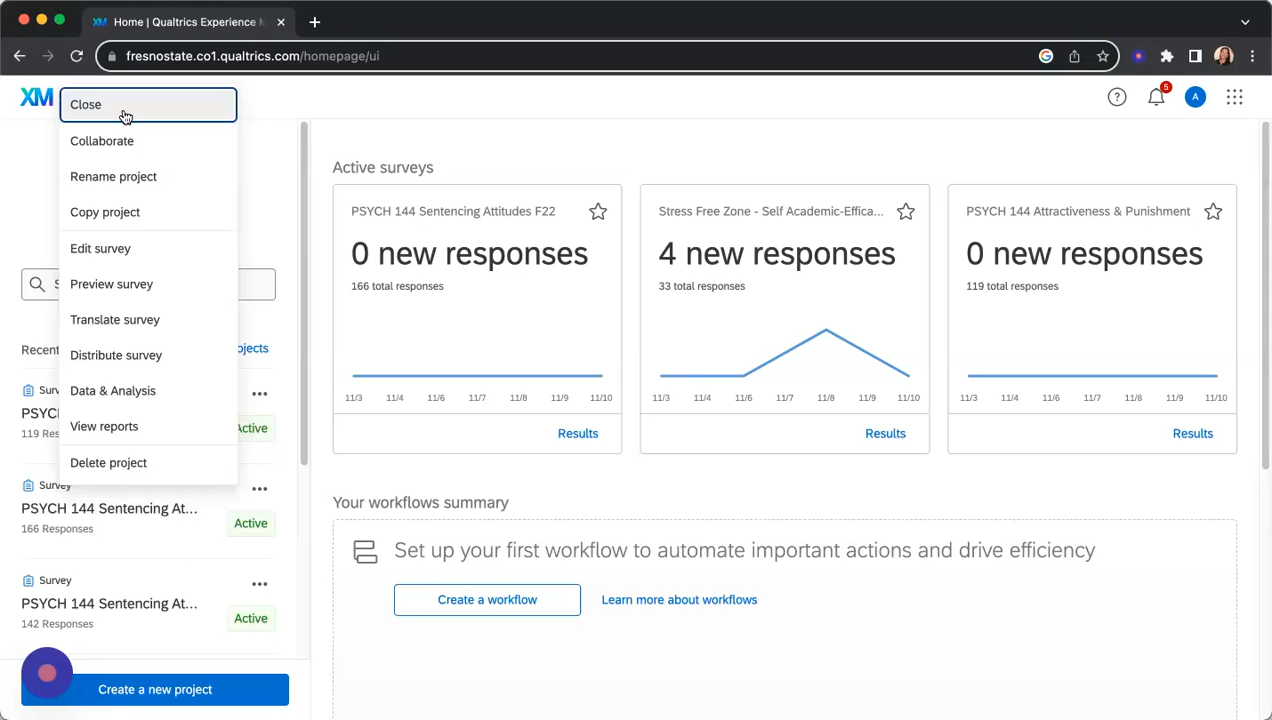 XM Home | Qualtrics Experience M
fresnostate.co1.qualtrics.com/homepage/ui
XM
5
A
Close
Collaborate
Rename project
Copy project
Edit survey
Preview survey
Translate survey
Distribute survey
Data & Analysis
View reports
Delete project
S
Recent
ojects
Surv
PSYC
119 Res
Active
Survey
PSYCH 144 Sentencing At...
166 Responses
Active
Survey
PSYCH 144 Sentencing At...
142 Responses
Active
Create a new project
Active surveys
PSYCH 144 Sentencing Attitudes F22
0 new responses
166 total responses
11/3 11/4 11/6 11/7 11/8 11/9 11/10
Results
Stress Free Zone - Self Academic-Effica...
4 new responses
33 total responses
11/3 11/4 11/6 11/7 11/8 11/9 11/10
Results
PSYCH 144 Attractiveness & Punishment
0 new responses
119 total responses
11/3 11/4 11/6 11/7 11/8 11/9 11/10
Results
Your workflows summary
Set up your first workflow to automate important actions and drive efficiency
Create a workflow
Learn more about workflows